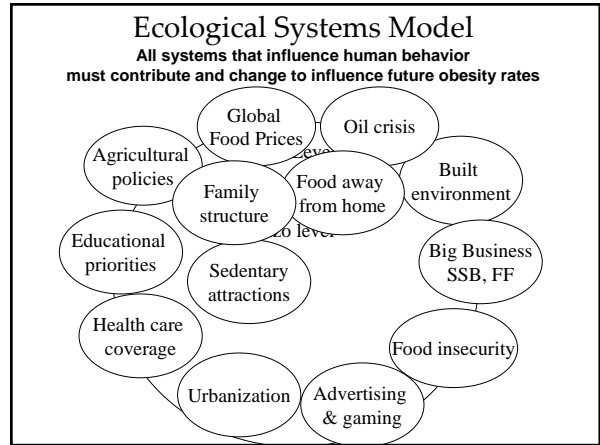 Ecological Systems Model
All systems that influence human behavior
must contribute and change to influence future obesity rates
Global
Food Prices
Oil crisis
Agricultural
policies
Family
structure
Food away
from home
Built
environment
Educational
priorities
Sedentary
attractions
Big Business
SSB, FF
Health care
coverage
Food insecurity
Urbanization
Advertising
& gaming